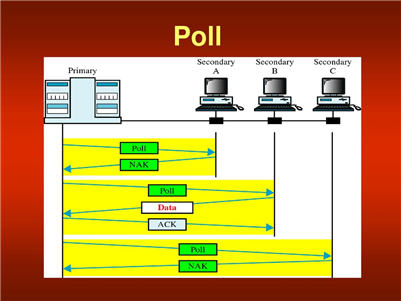 Poll
Primary
Secondary A
Secondary B
Secondary C
Poll
NAK
Poll
Data
ACK
Poll
NAK